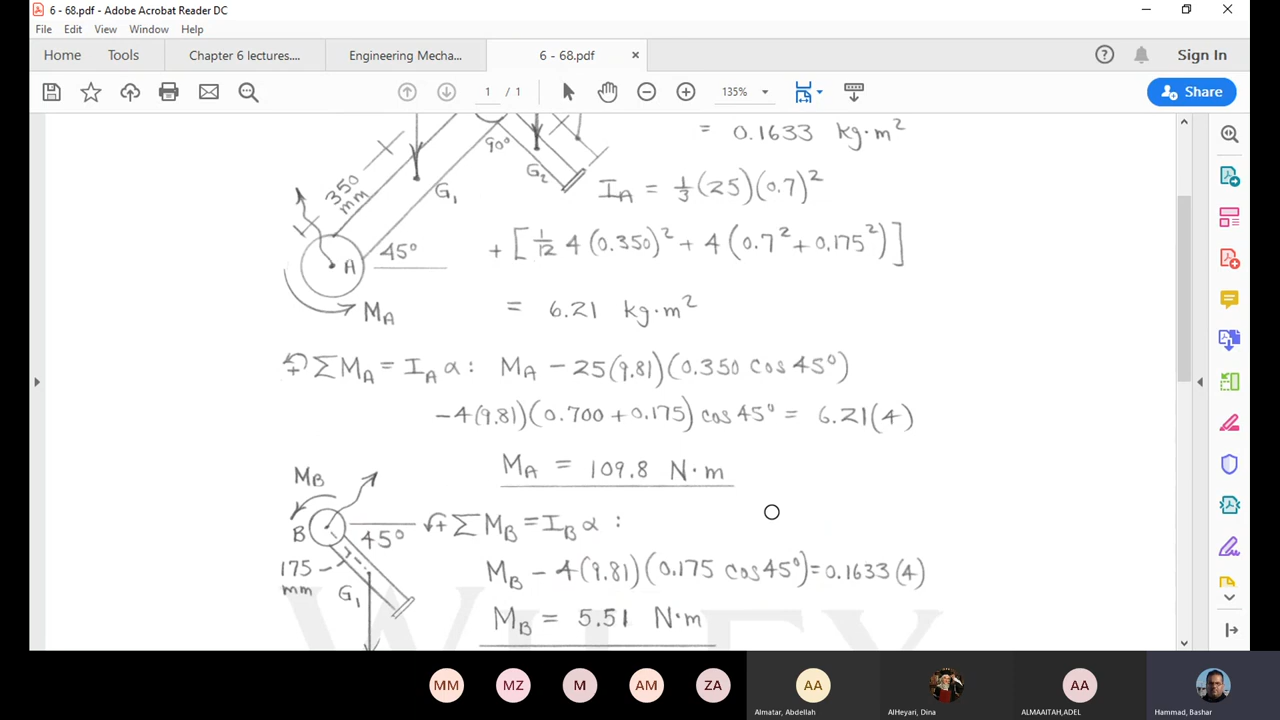 6 - 68.pdf - Adobe Acrobat Reader DC
File Edit View Window Help
Home Tools Chapter 6 lectures.... Engineering Mecha... 6 - 68.pdf × Sign In
1 / 1 135% Share
= 0.1633 kg·m²
90°
G₂
G₁
350 mm
I_A = 1/3 (25)(0.7)²
+ [1/12 4(0.350)² + 4(0.7² + 0.175²)]
45°
A
M_A
= 6.21 kg·m²
+ΣM_A = I_A α : M_A − 25(9.81)(0.350 cos 45°)
−4(9.81)(0.700 + 0.175) cos 45° = 6.21(4)
M_A = 109.8 N·m
M_B
B
45°
+ΣM_B = I_B α :
175 mm
G₁
M_B − 4(9.81)(0.175 cos 45°) = 0.1633(4)
M_B = 5.51 N·m
WILEY
MM MZ M AM ZA AA AA
Almatar, Abdellah AlHeyari, Dina ALMAAITAH,ADEL Hammad, Bashar